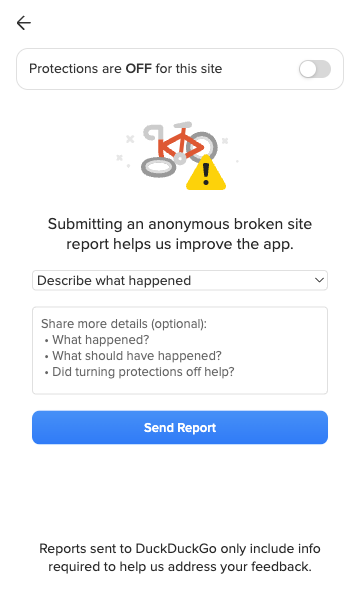 Protections are OFF for this site
Submitting an anonymous broken site
report helps us improve the app.
Describe what happened
Share more details (optional):
• What happened?
• What should have happened?
• Did turning protections off help?
Send Report
Reports sent to DuckDuckGo only include info
required to help us address your feedback.